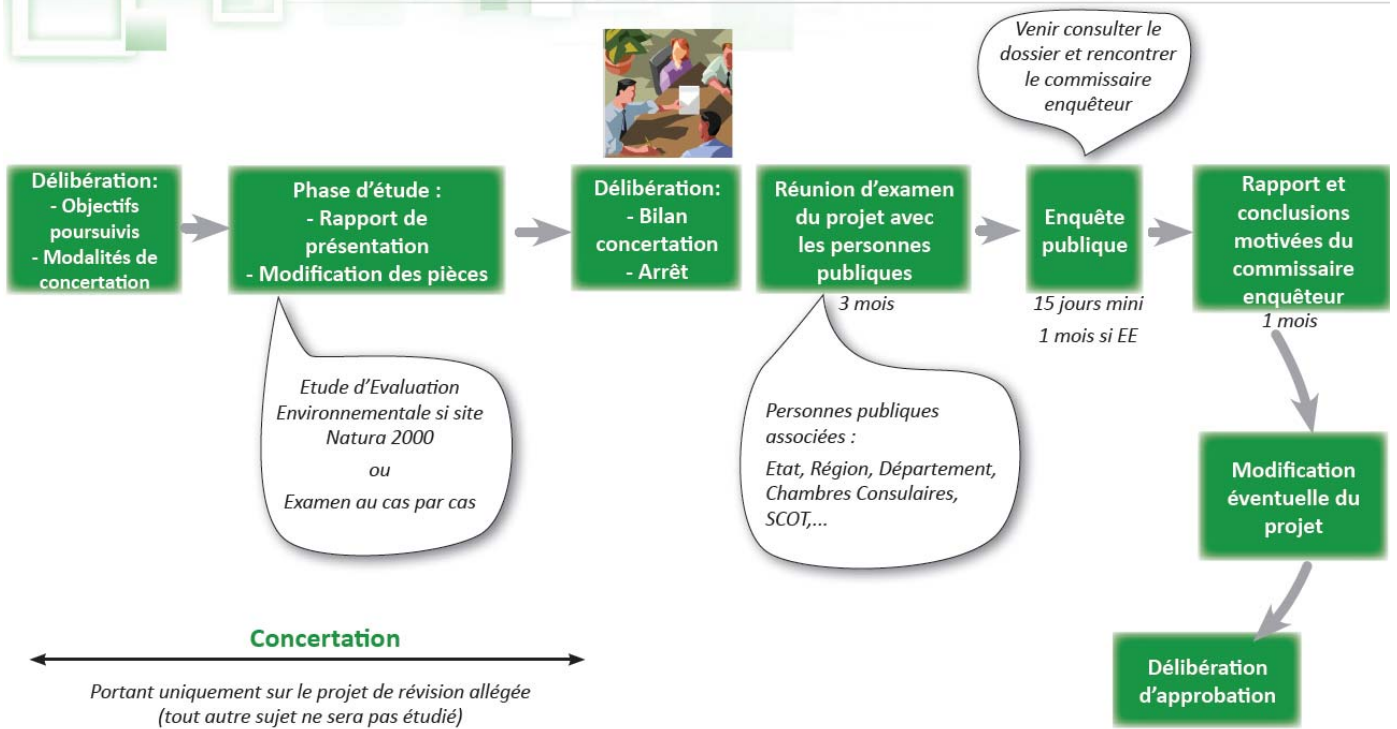 Délibération:
- Objectifs
poursuivis
- Modalités de
concertation
Phase d'étude :
- Rapport de
présentation
- Modification des pièces
Etude d'Evaluation
Environnementale si site
Natura 2000
ou
Examen au cas par cas
Délibération:
- Bilan
concertation
- Arrêt
Réunion d'examen
du projet avec
les personnes
publiques
3 mois
Personnes publiques
associées :
Etat, Région, Département,
Chambres Consulaires,
SCOT,...
Venir consulter le
dossier et rencontrer
le commissaire
enquêteur
Enquête
publique
15 jours mini
1 mois si EE
Rapport et
conclusions
motivées du
commissaire
enquêteur
1 mois
Modification
éventuelle du
projet
Délibération
d'approbation
Concertation
Portant uniquement sur le projet de révision allégée
(tout autre sujet ne sera pas étudié)